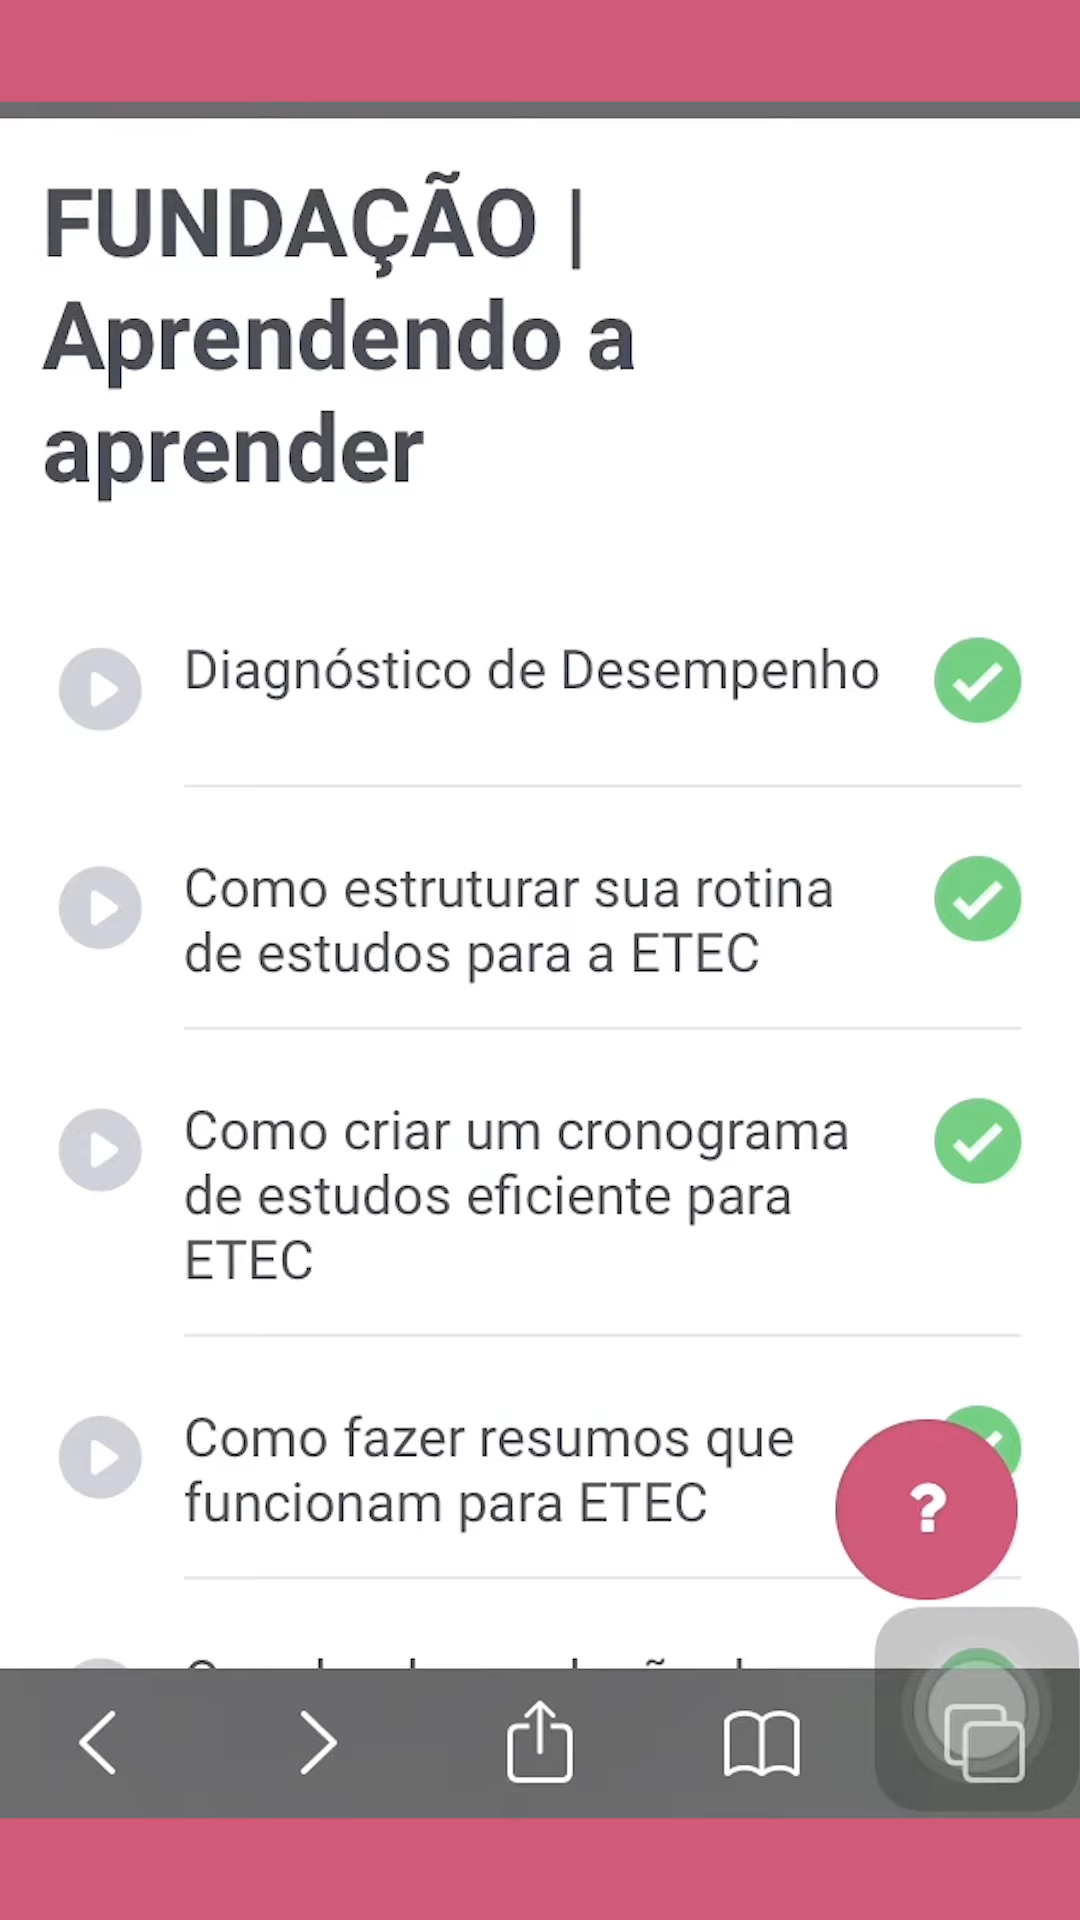 FUNDAÇÃO |
Aprendendo a
aprender
Diagnóstico de Desempenho
Como estruturar sua rotina
de estudos para a ETEC
Como criar um cronograma
de estudos eficiente para
ETEC
Como fazer resumos que
funcionam para ETEC
?